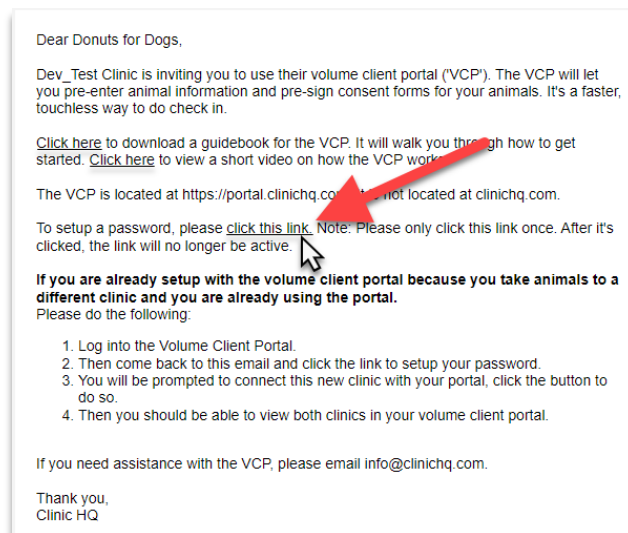 Dear Donuts for Dogs,
Dev_Test Clinic is inviting you to use their volume client portal ('VCP'). The VCP will let
you pre-enter animal information and pre-sign consent forms for your animals. It's a faster,
touchless way to do check in.
Click here to download a guidebook for the VCP. It will walk you through how to get
started. Click here to view a short video on how the VCP works
The VCP is located at https://portal.clinichq.com not located at clinichq.com.
To setup a password, please click this link. Note: Please only click this link once. After it's
clicked, the link will no longer be active.
If you are already setup with the volume client portal because you take animals to a
different clinic and you are already using the portal.
Please do the following:
1. Log into the Volume Client Portal.
2. Then come back to this email and click the link to setup your password.
3. You will be prompted to connect this new clinic with your portal, click the button to
do so.
4. Then you should be able to view both clinics in your volume client portal.
If you need assistance with the VCP, please email info@clinichq.com.
Thank you,
Clinic HQ